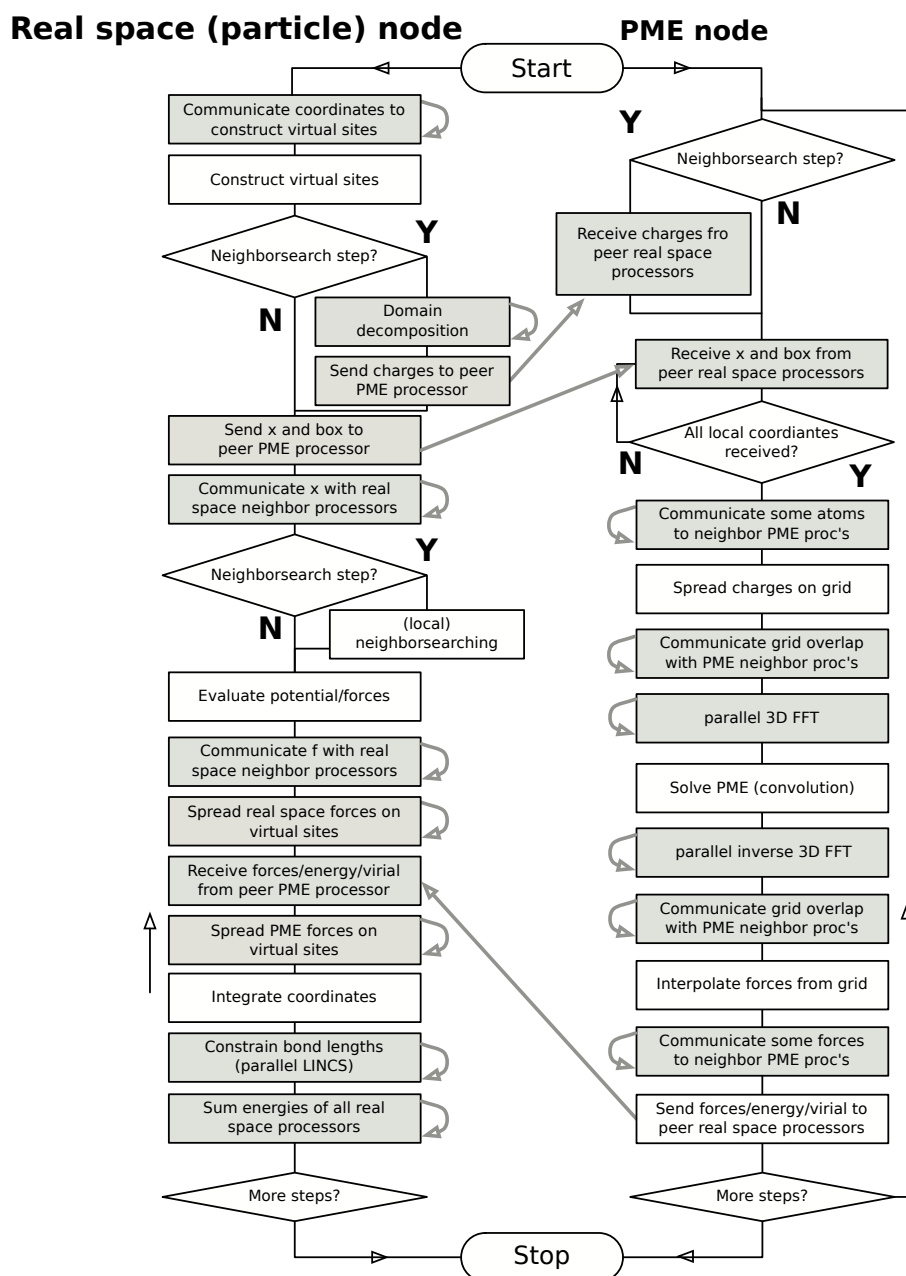 Real space (particle) node
PME node
Start
Communicate coordinates to
construct virtual sites
Construct virtual sites
Neighborsearch step?
Y
N
Domain
decomposition
Send charges to peer
PME processor
Send x and box to
peer PME processor
Communicate x with real
space neighbor processors
Neighborsearch step?
Y
N
(local)
neighborsearching
Evaluate potential/forces
Communicate f with real
space neighbor processors
Spread real space forces on
virtual sites
Receive forces/energy/virial
from peer PME processor
Spread PME forces on
virtual sites
Integrate coordinates
Constrain bond lengths
(parallel LINCS)
Sum energies of all real
space processors
More steps?
Y
Neighborsearch step?
N
Receive charges fro
peer real space
processors
Receive x and box from
peer real space processors
All local coordiantes
received?
N
Y
Communicate some atoms
to neighbor PME proc's
Spread charges on grid
Communicate grid overlap
with PME neighbor proc's
parallel 3D FFT
Solve PME (convolution)
parallel inverse 3D FFT
Communicate grid overlap
with PME neighbor proc's
Interpolate forces from grid
Communicate some forces
to neighbor PME proc's
Send forces/energy/virial to
peer real space processors
More steps?
Stop